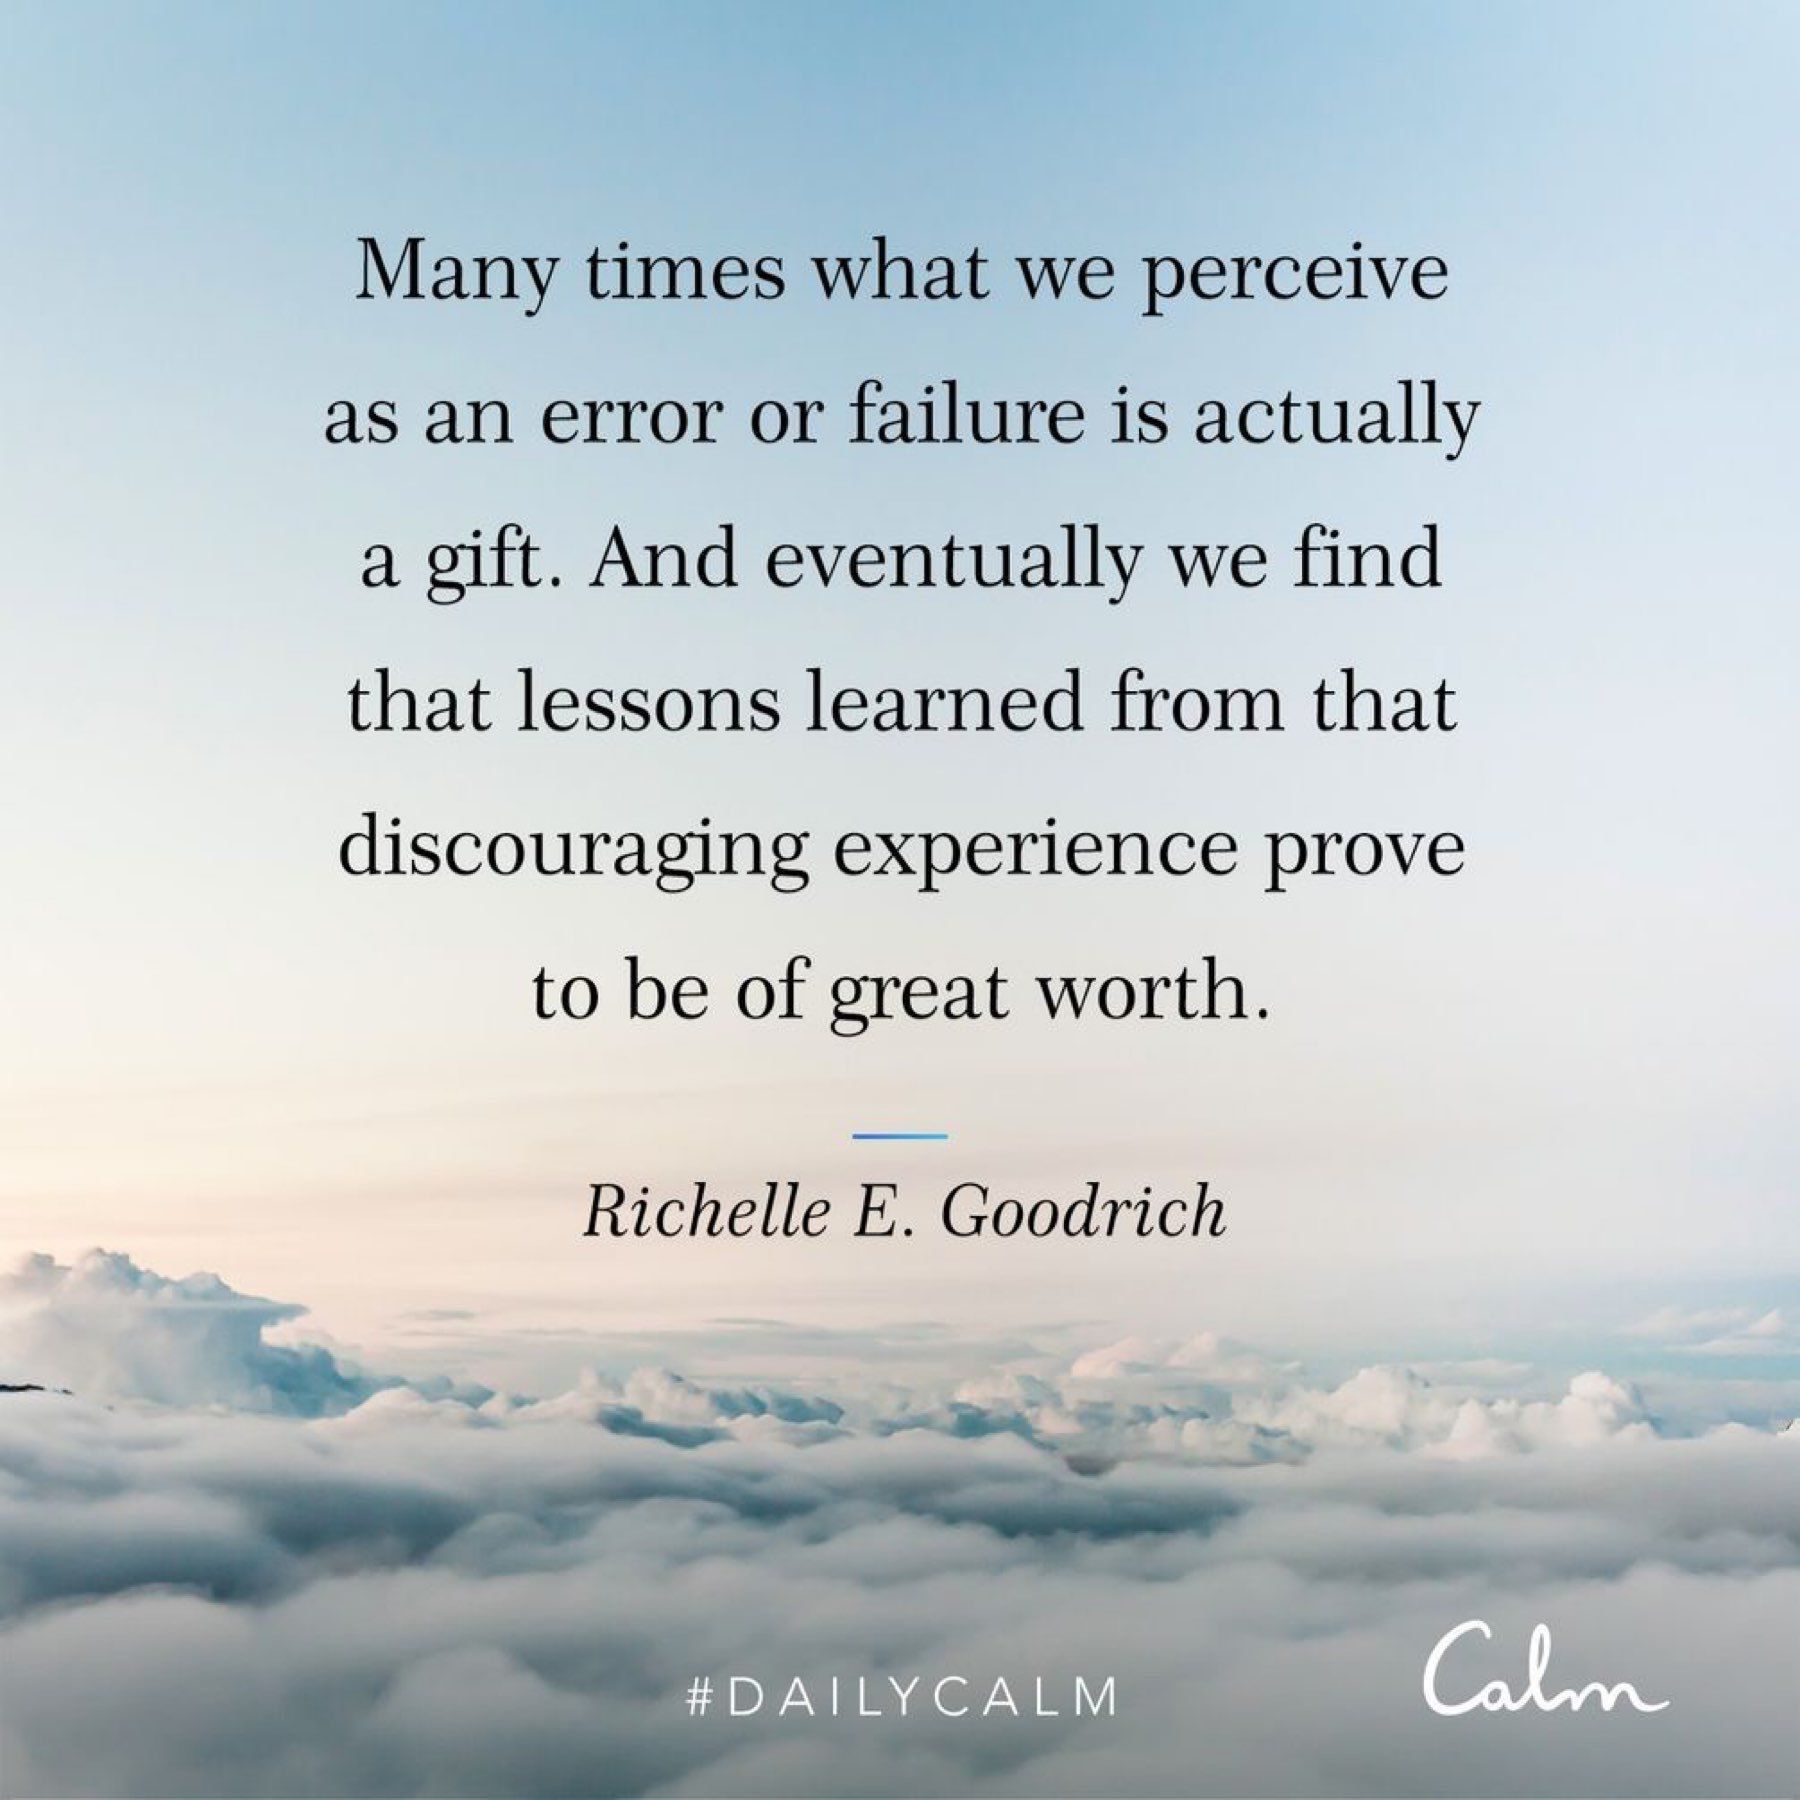 Many times what we perceive
as an error or failure is actually
a gift. And eventually we find
that lessons learned from that
discouraging experience prove
to be of great worth.
Richelle E. Goodrich
#DAILYCALM
Calm